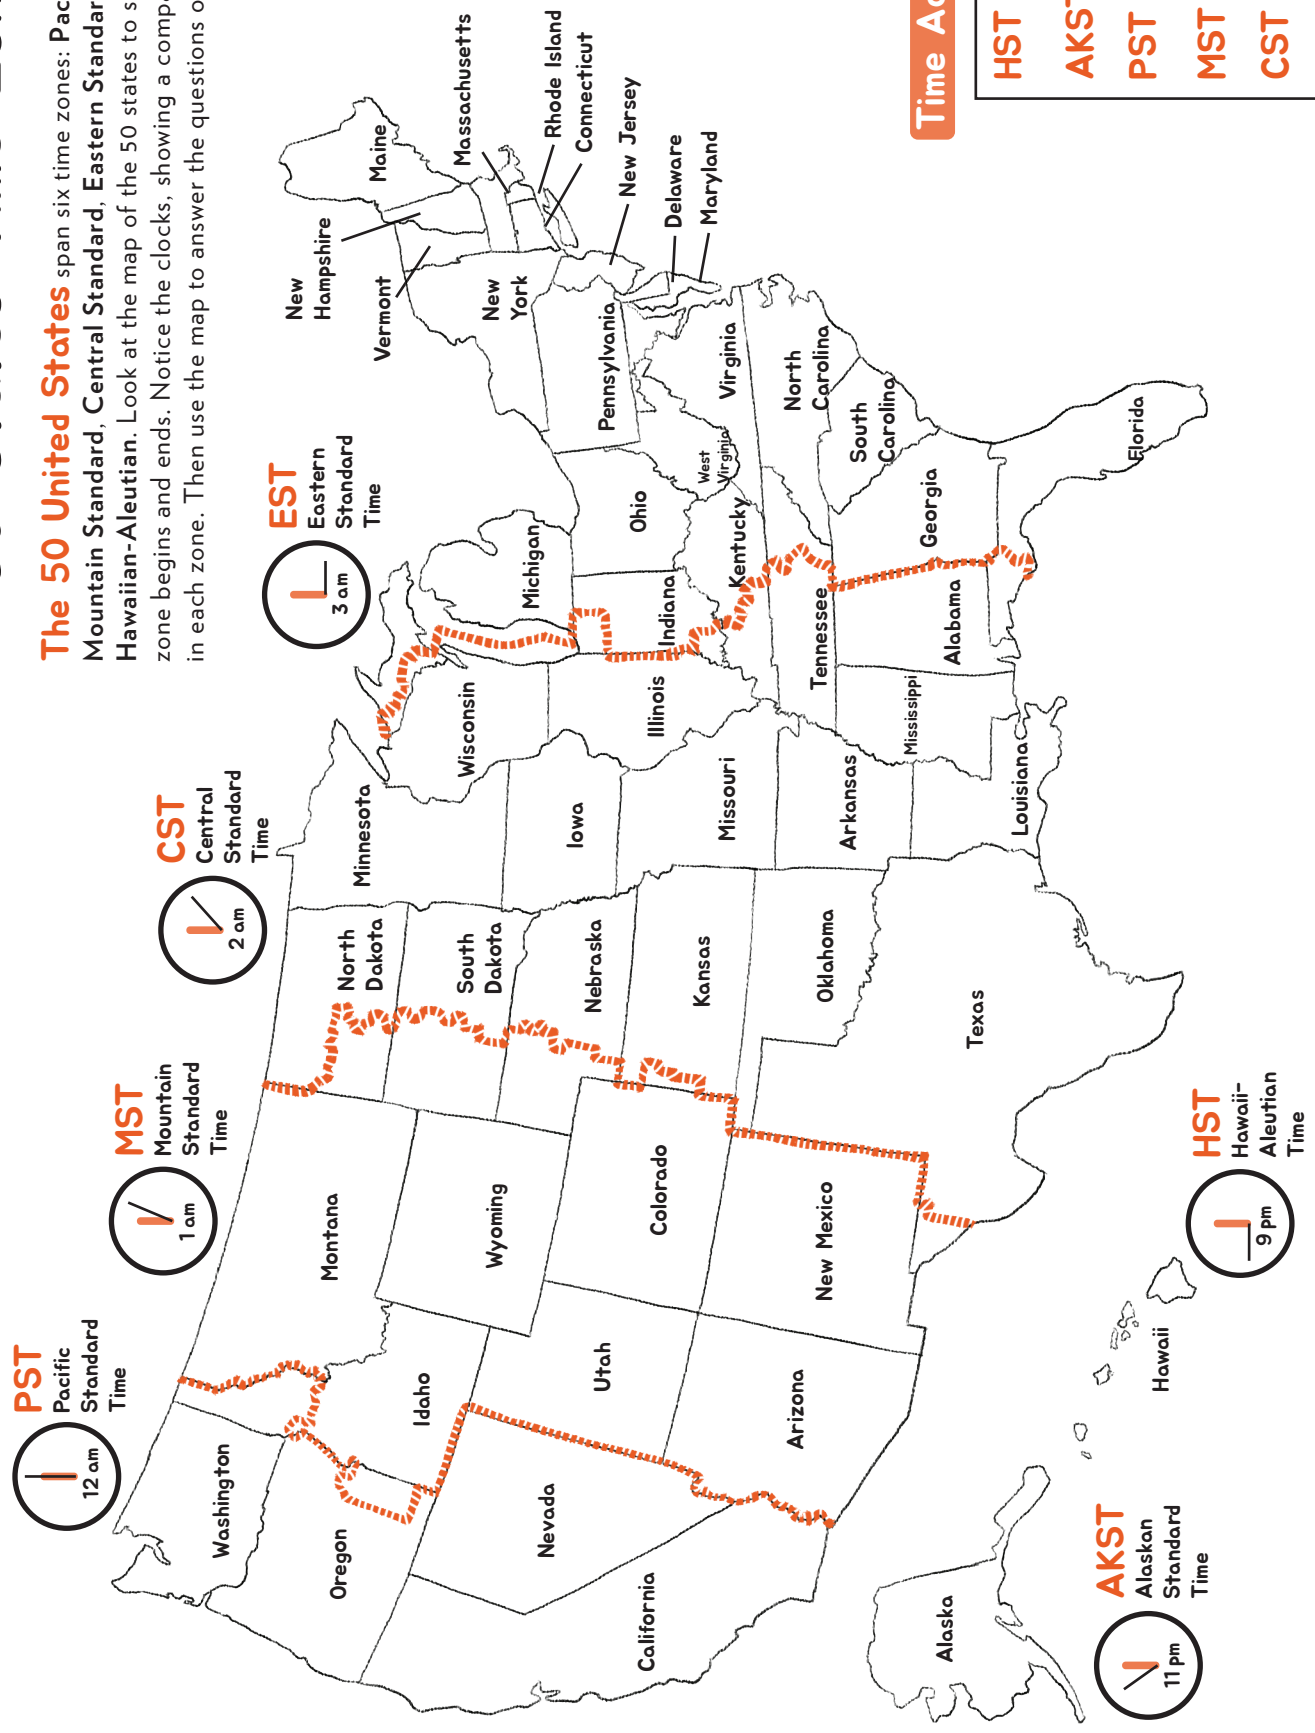 The 50 United States span six time zones: Pac
Mountain Standard, Central Standard, Eastern Standar
Hawaiian-Aleutian. Look at the map of the 50 states to s
zone begins and ends. Notice the clocks, showing a comp
in each zone. Then use the map to answer the questions o
PST
Pacific
Standard
Time
12 am
MST
Mountain
Standard
Time
1 am
CST
Central
Standard
Time
2 am
EST
Eastern
Standard
Time
3 am
Washington
Oregon
California
Nevada
Idaho
Utah
Arizona
Montana
Wyoming
Colorado
New Mexico
North
Dakota
South
Dakota
Nebraska
Kansas
Oklahoma
Texas
Minnesota
Iowa
Missouri
Arkansas
Louisiana
Wisconsin
Illinois
Mississippi
Michigan
Indiana
Kentucky
Tennessee
Alabama
Ohio
West
Virginia
Georgia
Florida
Pennsylvania
Virginia
North
Carolina
South
Carolina
New
York
Vermont
New
Hampshire
Maine
Massachusetts
Rhode Island
Connecticut
New Jersey
Delaware
Maryland
Alaska
Hawaii
AKST
Alaskan
Standard
Time
11 pm
HST
Hawaii-
Aleutian
Time
9 pm
Time Ac
HST
AKST
PST
MST
CST